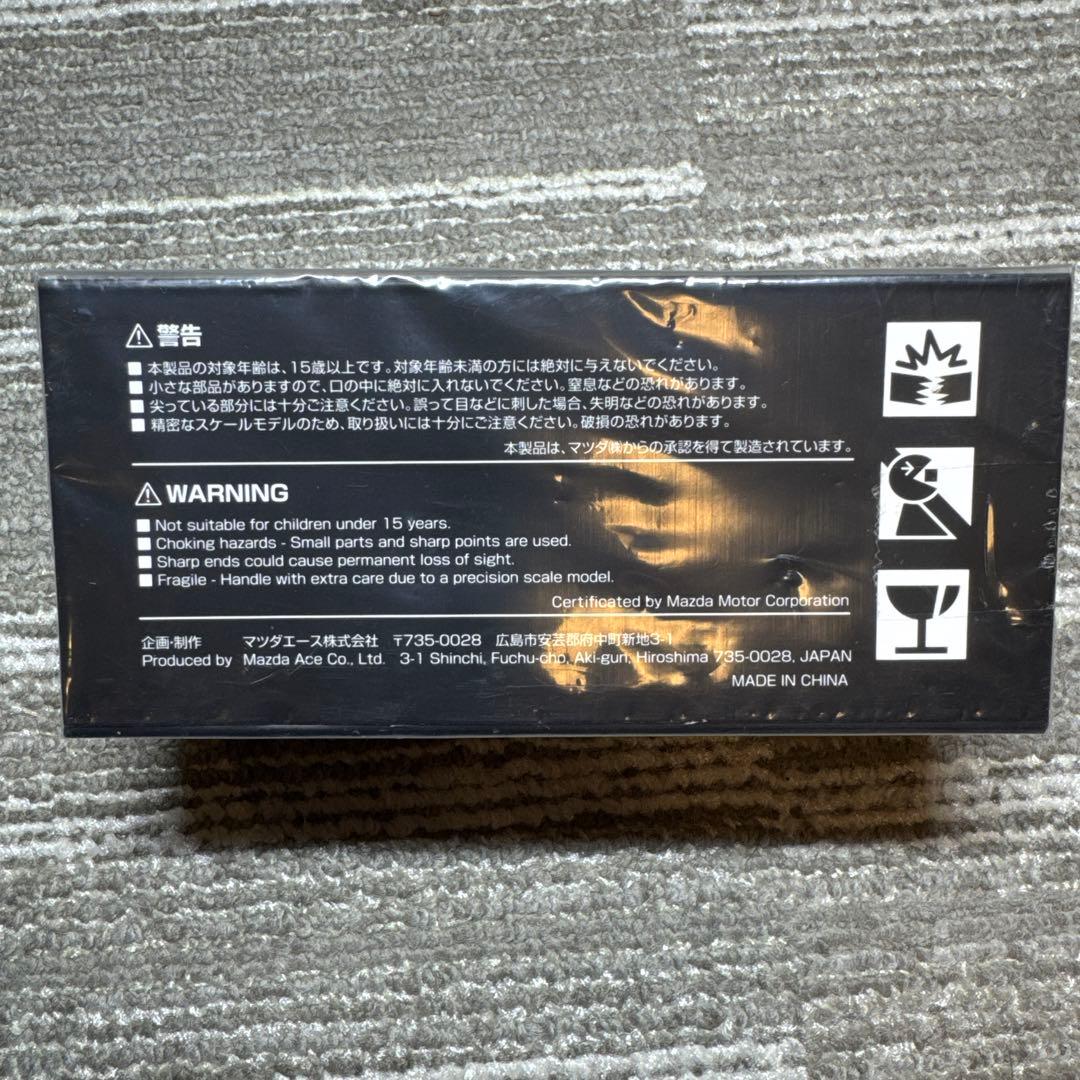 ⚠警告
■ 本製品の対象年齢は、15歳以上です。対象年齢未満の方には絶対に与えないでください。
■ 小さな部品がありますので、口の中に絶対に入れないでください。窒息などの恐れがあります。
■ 尖っている部分には十分ご注意ください。誤って目などに刺した場合、失明などの恐れがあります。
■ 精密なスケールモデルのため、取り扱いには十分にご注意ください。破損の恐れがあります。
本製品は、マツダ㈱からの承認を得て製造されています。
⚠WARNING
■ Not suitable for children under 15 years.
■ Choking hazards - Small parts and sharp points are used.
■ Sharp ends could cause permanent loss of sight.
■ Fragile - Handle with extra care due to a precision scale model.
Certificated by Mazda Motor Corporation
企画・制作 マツダエース株式会社 〒735-0028 広島市安芸郡府中町新地3-1
Produced by Mazda Ace Co., Ltd. 3-1 Shinchi, Fuchu-cho, Aki-gun, Hiroshima 735-0028, JAPAN
MADE IN CHINA